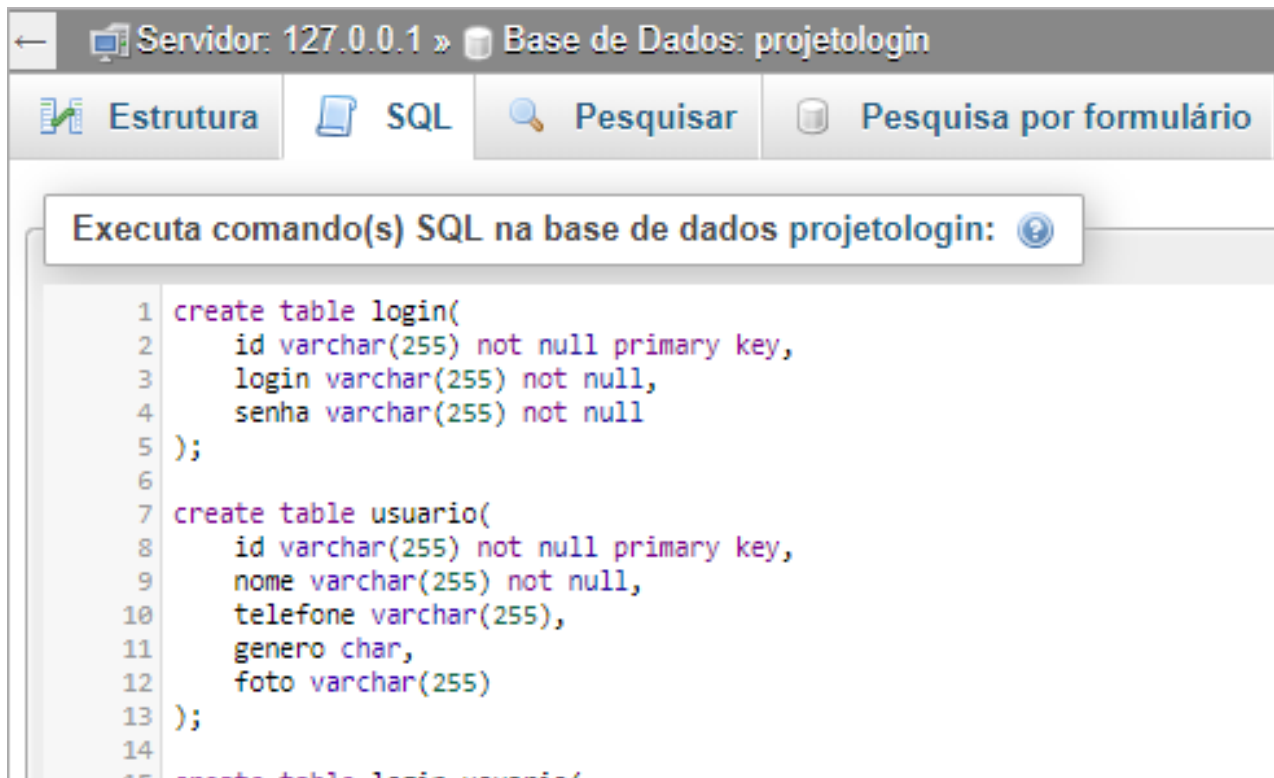 ← Servidor: 127.0.0.1 » Base de Dados: projetologin
Estrutura SQL Pesquisar Pesquisa por formulário
Executa comando(s) SQL na base de dados projetologin:
1 create table login(
2     id varchar(255) not null primary key,
3     login varchar(255) not null,
4     senha varchar(255) not null
5 );
6
7 create table usuario(
8     id varchar(255) not null primary key,
9     nome varchar(255) not null,
10     telefone varchar(255),
11     genero char,
12     foto varchar(255)
13 );
14
15 create table login_usuario(